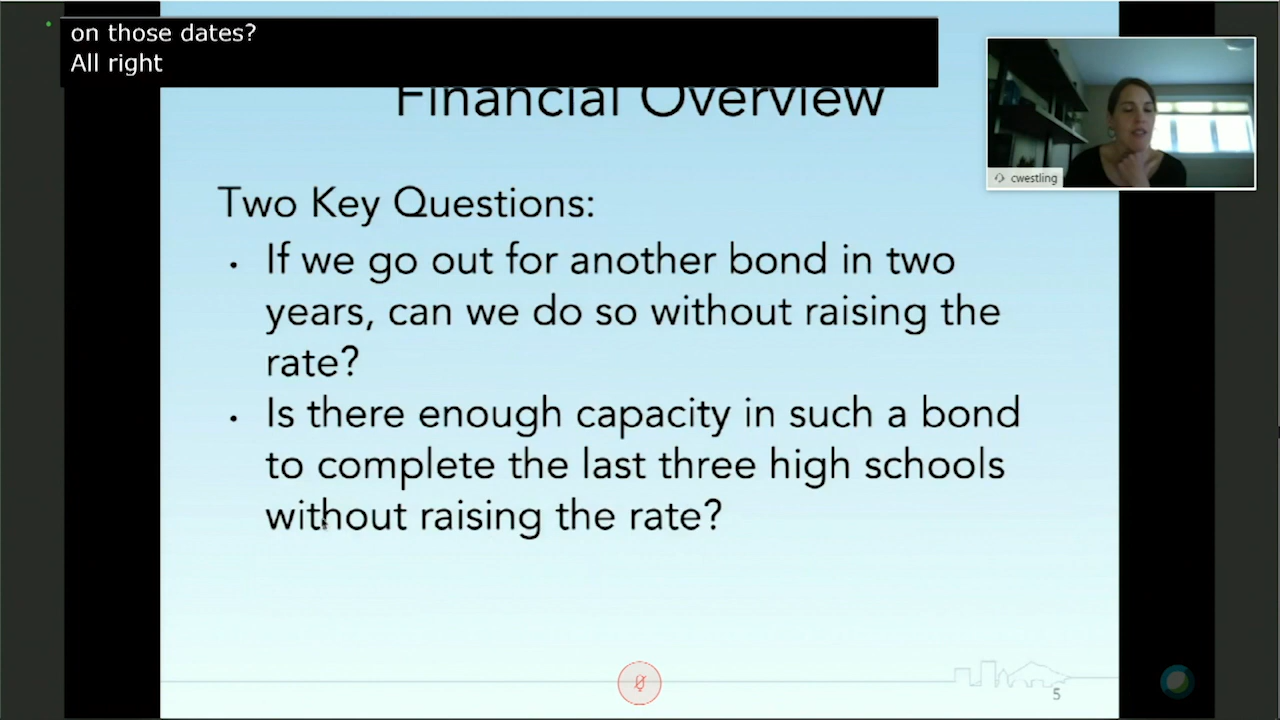 on those dates?
All right
Financial Overview
cwestling
Two Key Questions:
• If we go out for another bond in two
years, can we do so without raising the
rate?
• Is there enough capacity in such a bond
to complete the last three high schools
without raising the rate?
5